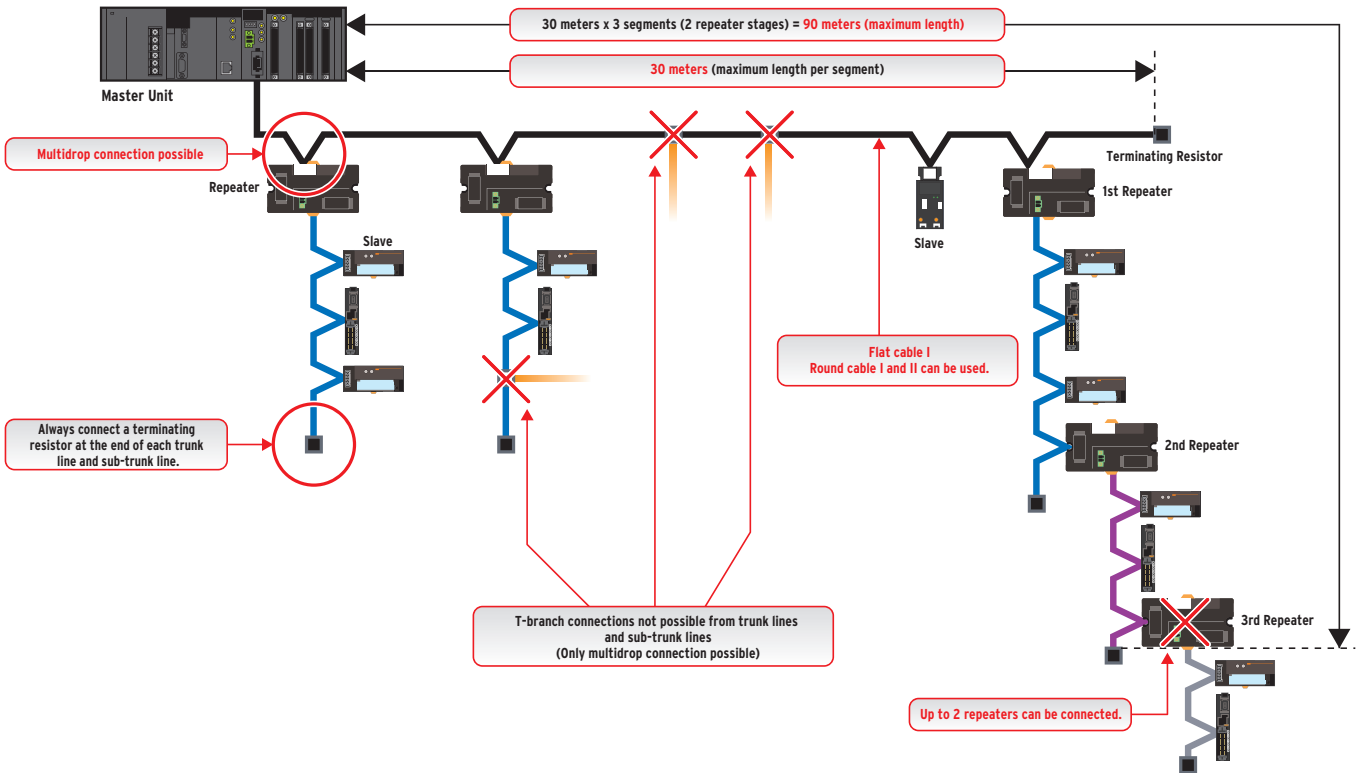 30 meters x 3 segments (2 repeater stages) = 90 meters (maximum length)
30 meters (maximum length per segment)
Master Unit
Multidrop connection possible
Terminating Resistor
Repeater
1st Repeater
Slave
Slave
Flat cable I
Round cable I and II can be used.
Always connect a terminating
resistor at the end of each trunk
line and sub-trunk line.
2nd Repeater
T-branch connections not possible from trunk lines
and sub-trunk lines
(Only multidrop connection possible)
3rd Repeater
Up to 2 repeaters can be connected.